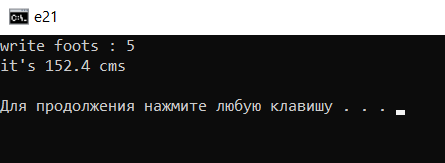 e21
write foots : 5
it's 152.4 cms
Для продолжения нажмите любую клавишу . . .